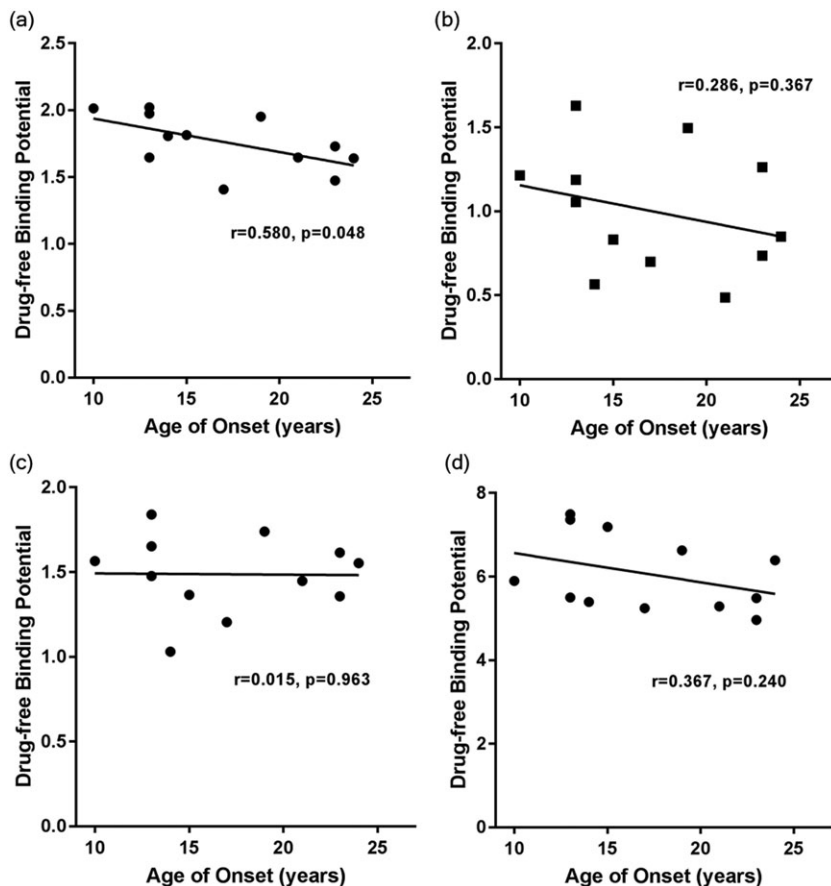 (a)
Drug-free Binding Potential
2.5
2.0
1.5
1.0
0.5
0.0
r=0.580, p=0.048
10 15 20 25
Age of Onset (years)
(b)
Drug-free Binding Potential
2.0
1.5
1.0
0.5
0.0
r=0.286, p=0.367
10 15 20 25
Age of Onset (years)
(c)
Drug-free Binding Potential
2.0
1.5
1.0
0.5
0.0
r=0.015, p=0.963
10 15 20 25
Age of Onset (years)
(d)
Drug-free Binding Potential
8
6
4
2
0
r=0.367, p=0.240
10 15 20 25
Age of Onset (years)